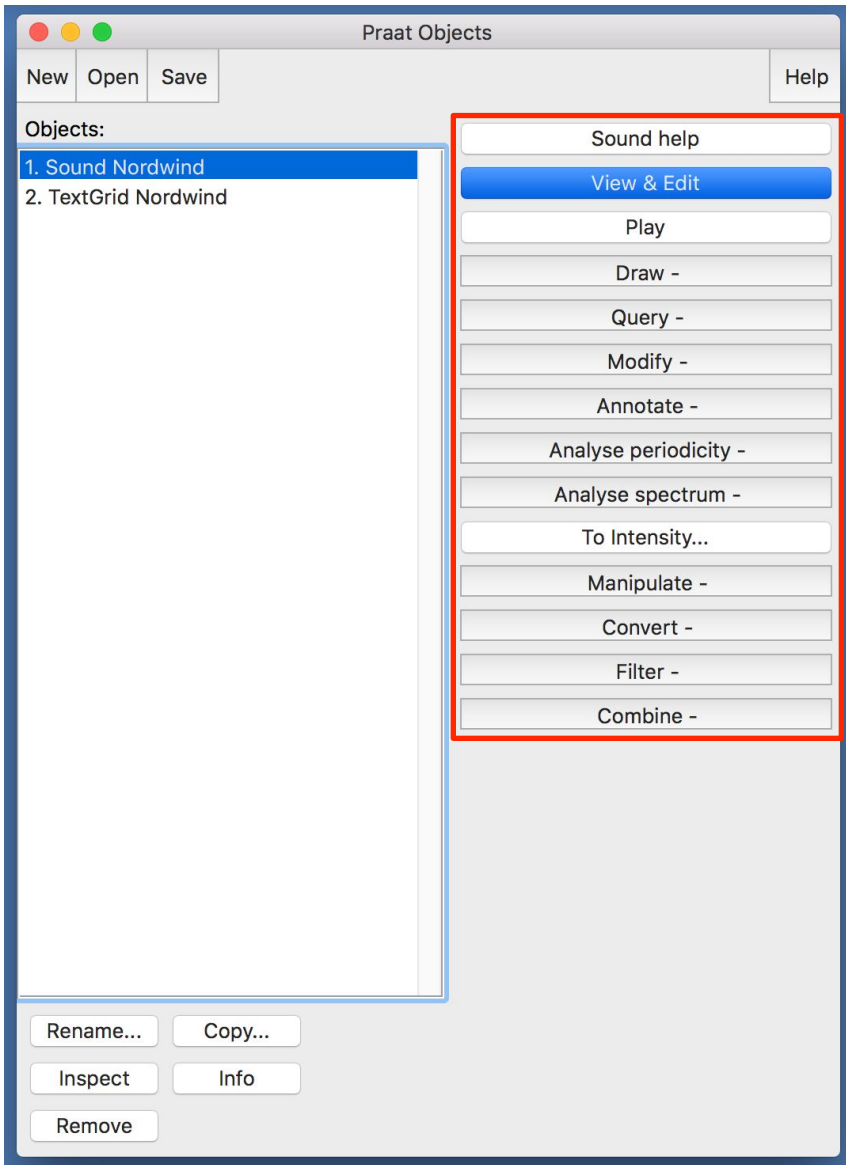 Praat Objects
New Open Save Help
Objects:
1. Sound Nordwind
2. TextGrid Nordwind
Sound help
View & Edit
Play
Draw -
Query -
Modify -
Annotate -
Analyse periodicity -
Analyse spectrum -
To Intensity...
Manipulate -
Convert -
Filter -
Combine -
Rename... Copy...
Inspect Info
Remove